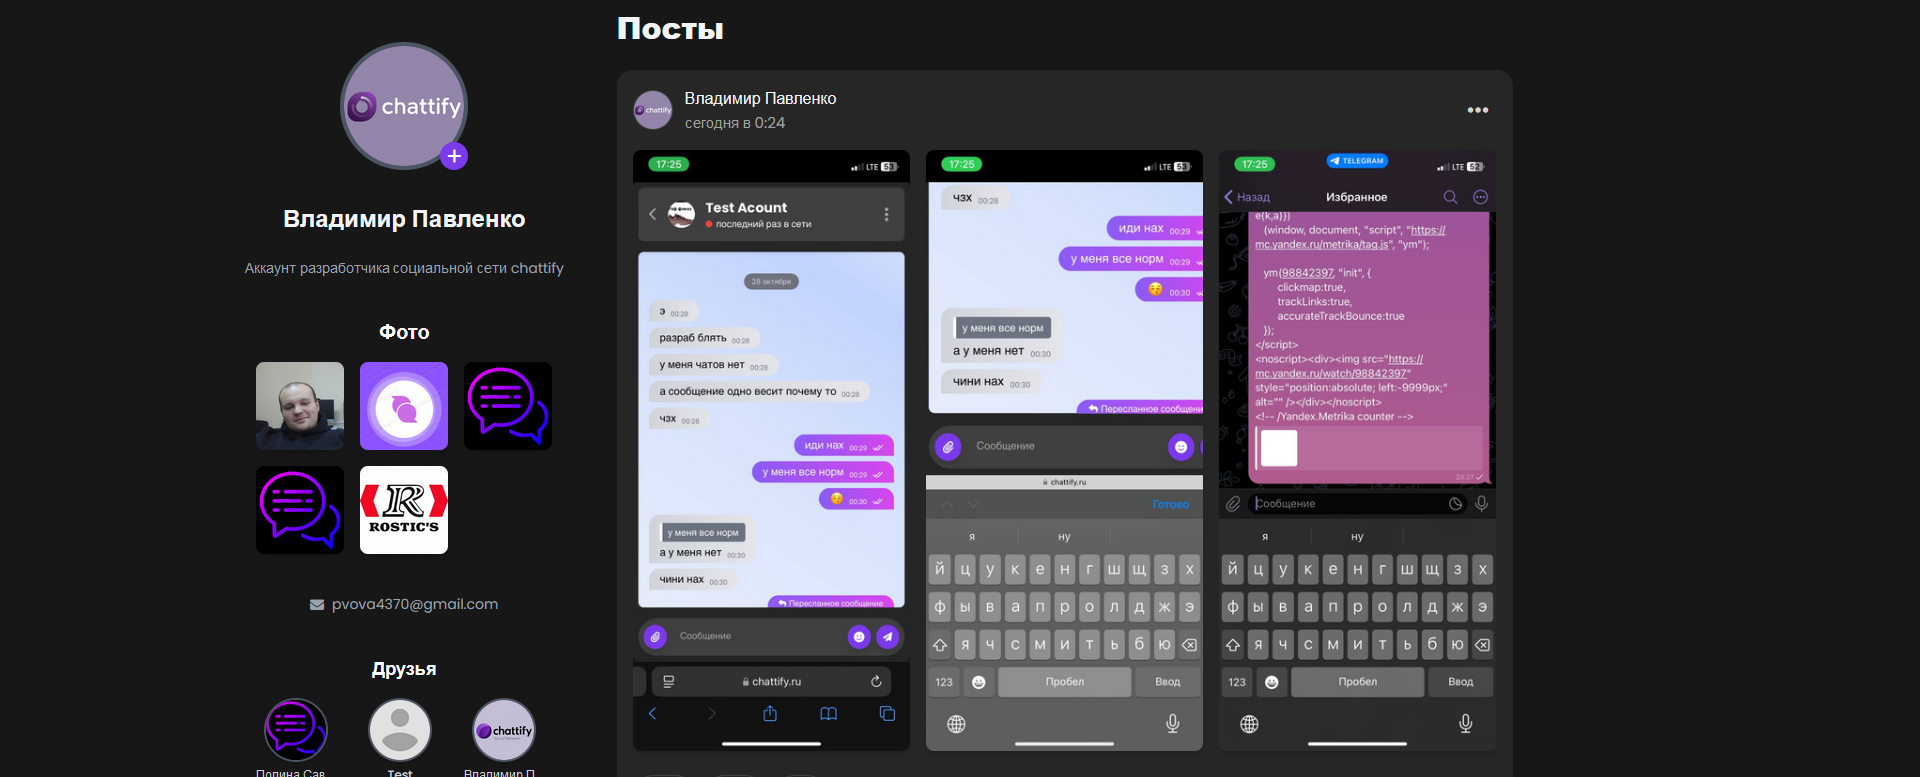 Посты
chattify
Владимир Павленко
Аккаунт разработчика социальной сети chattify
Фото
R
ROSTIC'S
pvova4370@gmail.com
Друзья
chattify
Полина Сав
Test
Владимир П
chattify
Владимир Павленко
сегодня в 0:24
17:25
LTE 53
Test Acount
последний раз в сети
28 октября
э 00:28
разраб блять 00:28
у меня чатов нет 00:28
а сообщение одно весит почему то 00:28
чзх 00:28
иди нах 00:29
у меня все норм 00:29
00:30
у меня все норм
а у меня нет 00:30
чини нах 00:30
Пересланное сообщение
Сообщение
chattify.ru
17:25
LTE 53
чзх 00:28
иди нах 00:29
у меня все норм 00:29
00:30
у меня все норм
а у меня нет 00:30
чини нах 00:30
Пересланное сообщени
Сообщение
chattify.ru
Готово
я ну
й ц у к е н г ш щ з х
ф ы в а п р о л д ж э
я ч с м и т ь б ю
123 Пробел Ввод
17:25
TELEGRAM
LTE 52
Назад
Избранное
e(k,a)})
(window, document, "script", "https://
mc.yandex.ru/metrika/tag.js", "ym");
ym(98842397, "init", {
clickmap:true,
trackLinks:true,
accurateTrackBounce:true
});
</script>
<noscript><div><img src="https://
mc.yandex.ru/watch/98842397"
style="position:absolute; left:-9999px;"
alt="" /></div></noscript>
<!-- /Yandex.Metrika counter -->
23:27
Сообщение
я ну
й ц у к е н г ш щ з х
ф ы в а п р о л д ж э
я ч с м и т ь б ю
123 Пробел Ввод